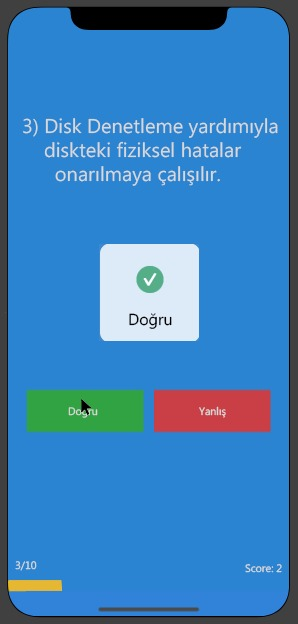 3) Disk Denetleme yardımıyla
diskteki fiziksel hatalar
onarılmaya çalışılır.
Doğru
Doğru
Yanlış
3/10
Score: 2